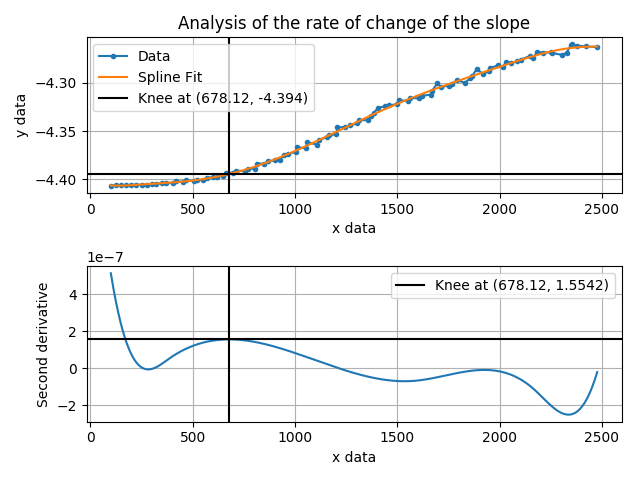 Analysis of the rate of change of the slope
y data
−4.30
−4.35
−4.40
Data
Spline Fit
Knee at (678.12, -4.394)
0 500 1000 1500 2000 2500
x data
1e−7
Second derivative
4
2
0
−2
Knee at (678.12, 1.5542)
0 500 1000 1500 2000 2500
x data